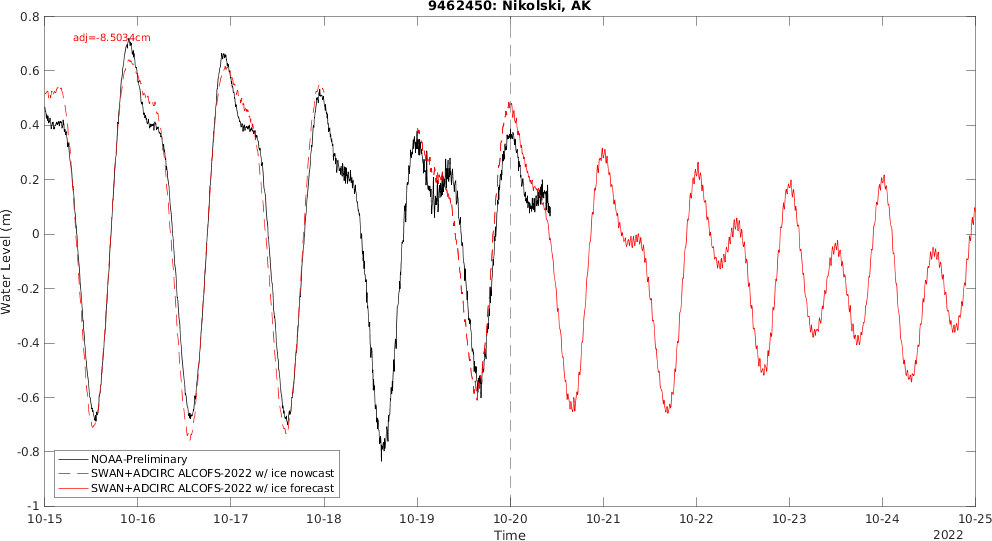 9462450: Nikolski, AK
adj=-8.5034cm
0.8
0.6
0.4
0.2
0
-0.2
-0.4
-0.6
-0.8
-1
Water Level (m)
NOAA-Preliminary
SWAN+ADCIRC ALCOFS-2022 w/ ice nowcast
SWAN+ADCIRC ALCOFS-2022 w/ ice forecast
10-15 10-16 10-17 10-18 10-19 10-20 10-21 10-22 10-23 10-24 10-25
Time
2022